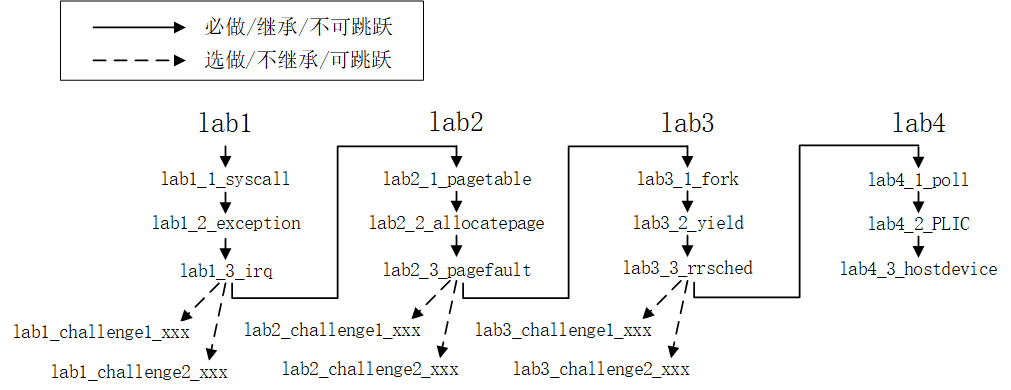 必做/继承/不可跳跃
选做/不继承/可跳跃
lab1
lab2
lab3
lab4
lab1_1_syscall
lab2_1_pagetable
lab3_1_fork
lab4_1_poll
lab1_2_exception
lab2_2_allocatepage
lab3_2_yield
lab4_2_PLIC
lab1_3_irq
lab2_3_pagefault
lab3_3_rrsched
lab4_3_hostdevice
lab1_challenge1_xxx
lab2_challenge1_xxx
lab3_challenge1_xxx
lab1_challenge2_xxx
lab2_challenge2_xxx
lab3_challenge2_xxx